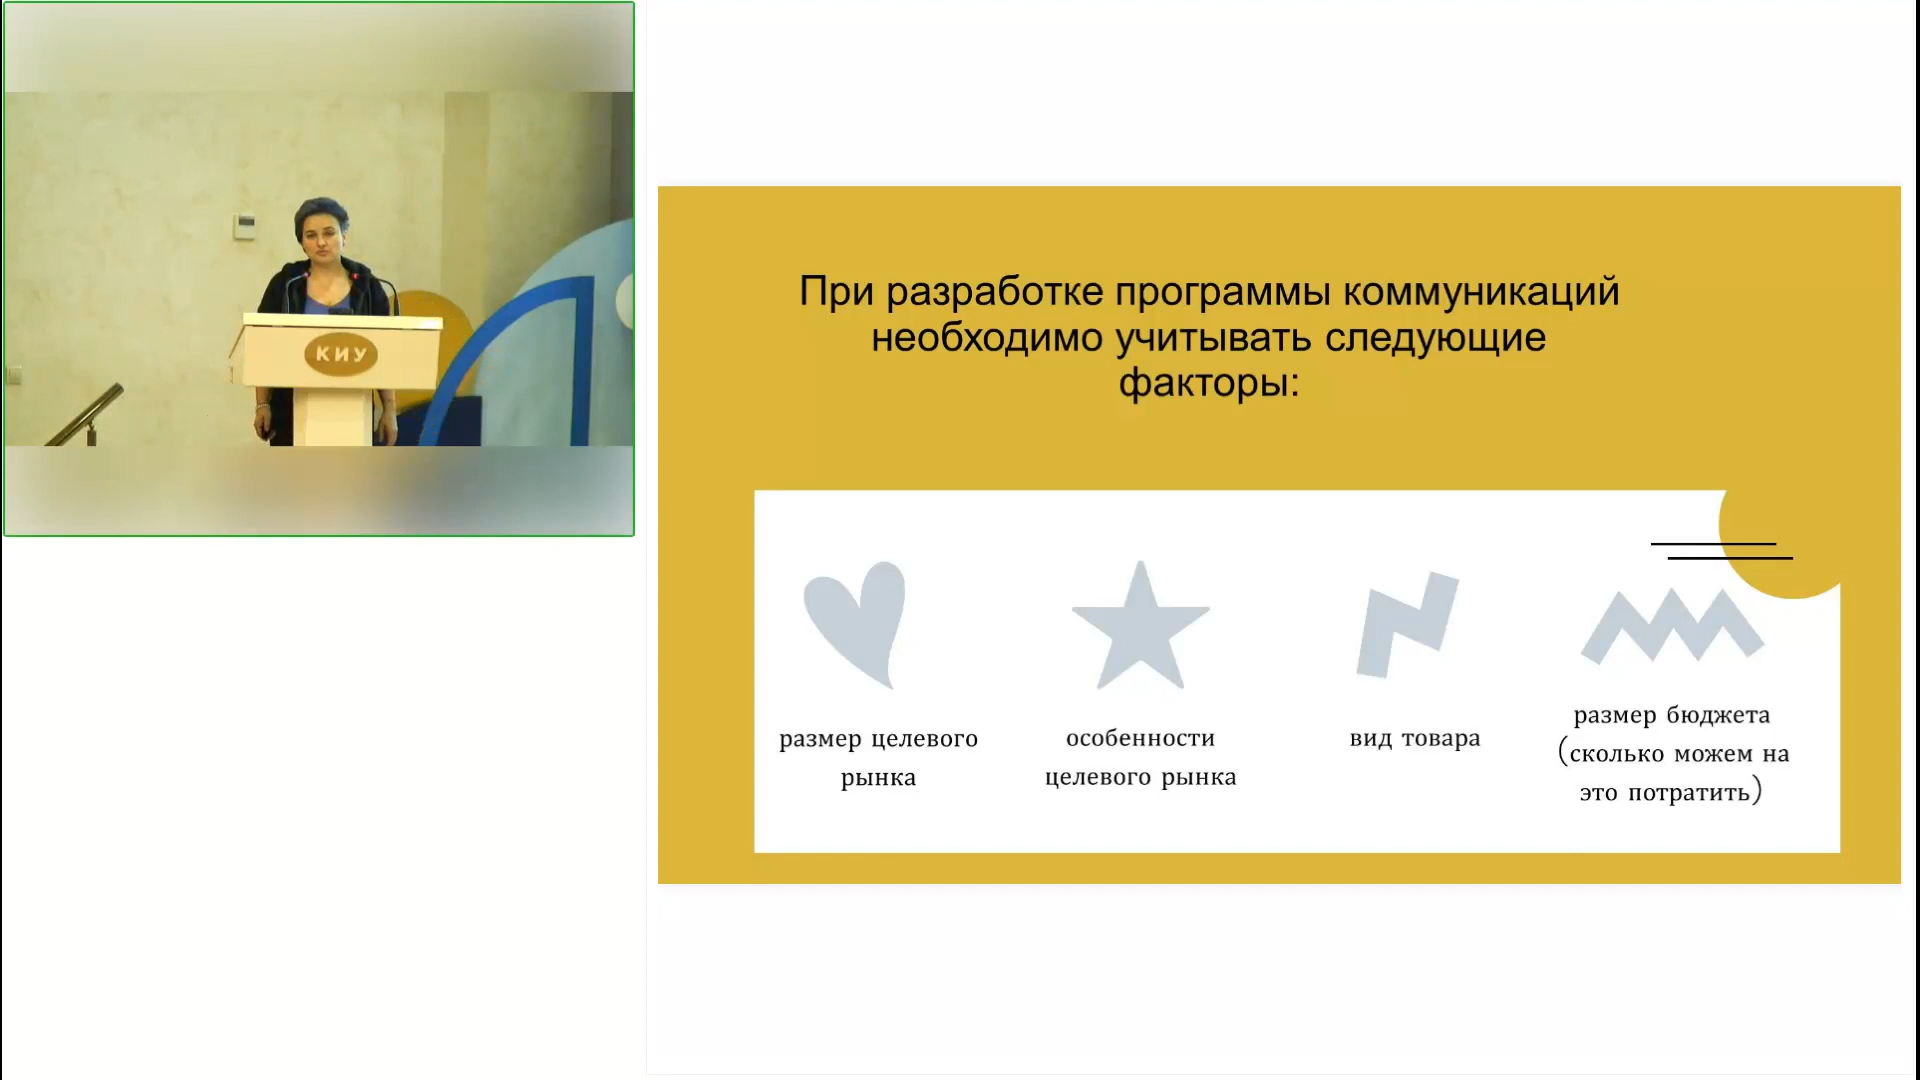 КИУ
При разработке программы коммуникаций
необходимо учитывать следующие
факторы:
размер целевого
рынка
особенности
целевого рынка
вид товара
размер бюджета
(сколько можем на
это потратить)